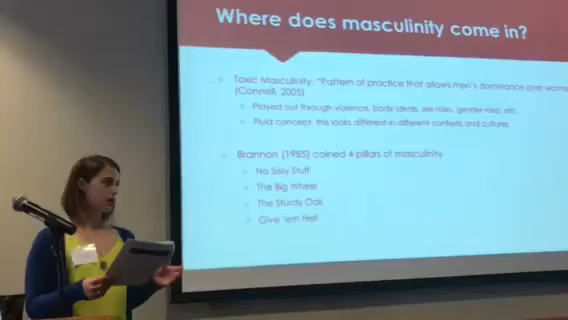 Where does masculinity come in?
Toxic Masculinity: "Pattern of practice that allows men's dominance over
(Connell, 2005)
Played out through violence, body ideals, sex roles, gender roles, etc.
Fluid concept, this looks different in different contexts and cultures
Brannon (1985) coined 4 pillars of masculinity
No Sissy Stuff
The Big Wheel
The Sturdy Oak
Give 'em Hell